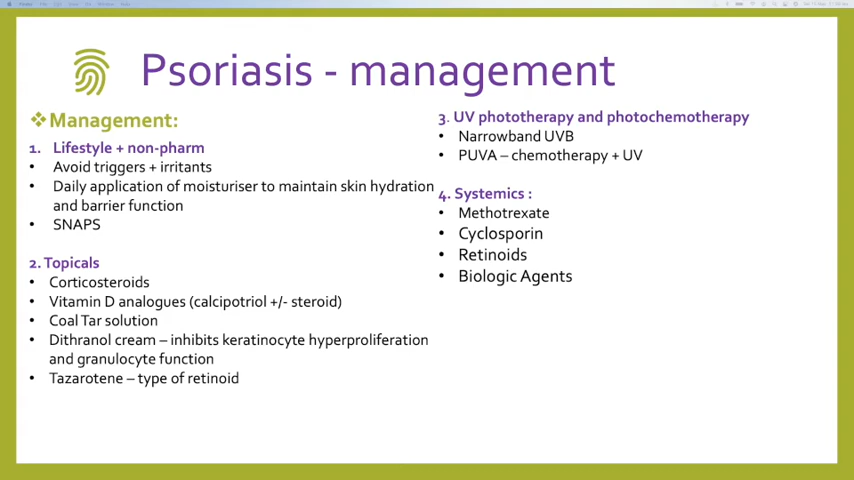 Psoriasis - management
❖Management:
1. Lifestyle + non-pharm
• Avoid triggers + irritants
• Daily application of moisturiser to maintain skin hydration
and barrier function
• SNAPS
2. Topicals
• Corticosteroids
• Vitamin D analogues (calcipotriol +/- steroid)
• Coal Tar solution
• Dithranol cream – inhibits keratinocyte hyperproliferation
and granulocyte function
• Tazarotene – type of retinoid
3. UV phototherapy and photochemotherapy
• Narrowband UVB
• PUVA – chemotherapy + UV
4. Systemics :
• Methotrexate
• Cyclosporin
• Retinoids
• Biologic Agents